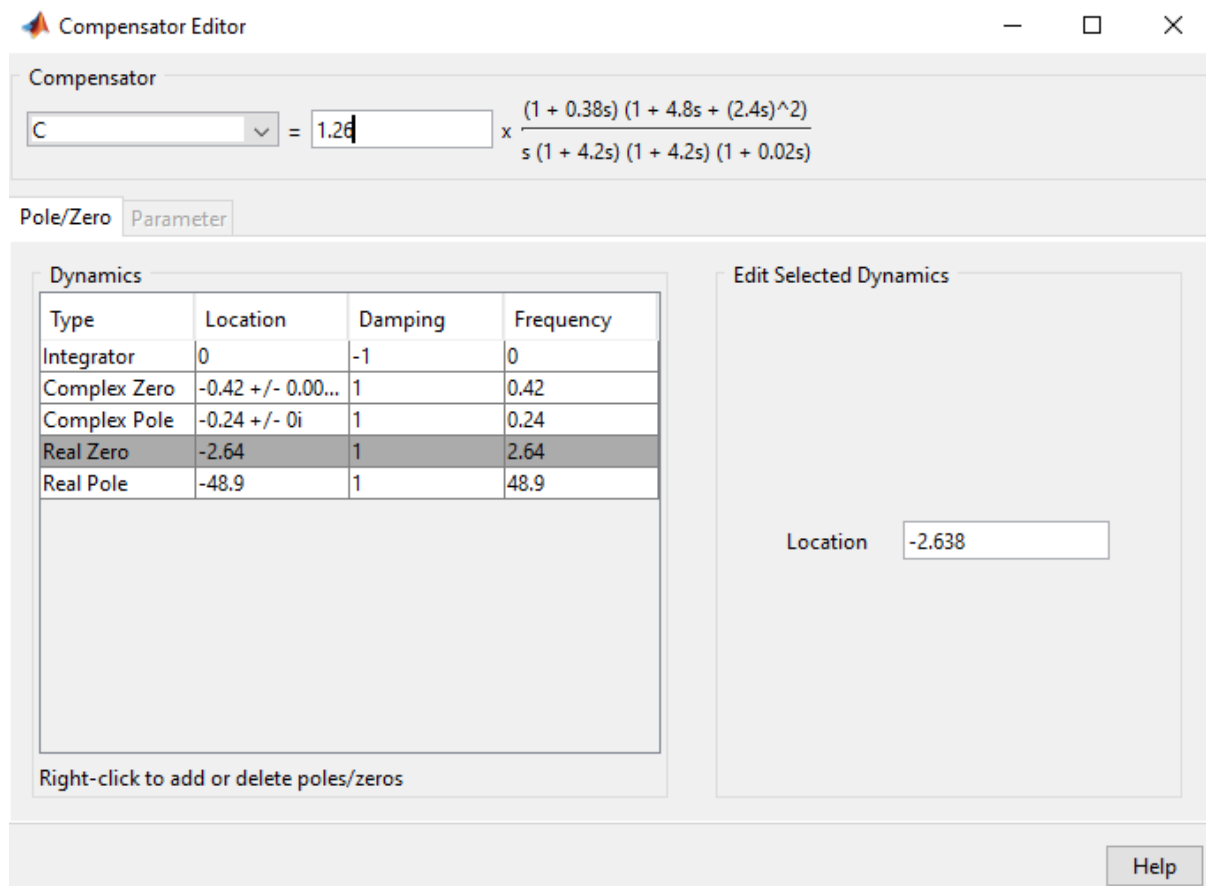 Compensator Editor
Compensator
C = 1.26 x (1 + 0.38s) (1 + 4.8s + (2.4s)^2)
s (1 + 4.2s) (1 + 4.2s) (1 + 0.02s)
Pole/Zero Parameter
Dynamics
Type Location Damping Frequency
Integrator 0 -1 0
Complex Zero -0.42 +/- 0.00... 1 0.42
Complex Pole -0.24 +/- 0i 1 0.24
Real Zero -2.64 1 2.64
Real Pole -48.9 1 48.9
Right-click to add or delete poles/zeros
Edit Selected Dynamics
Location -2.638
Help